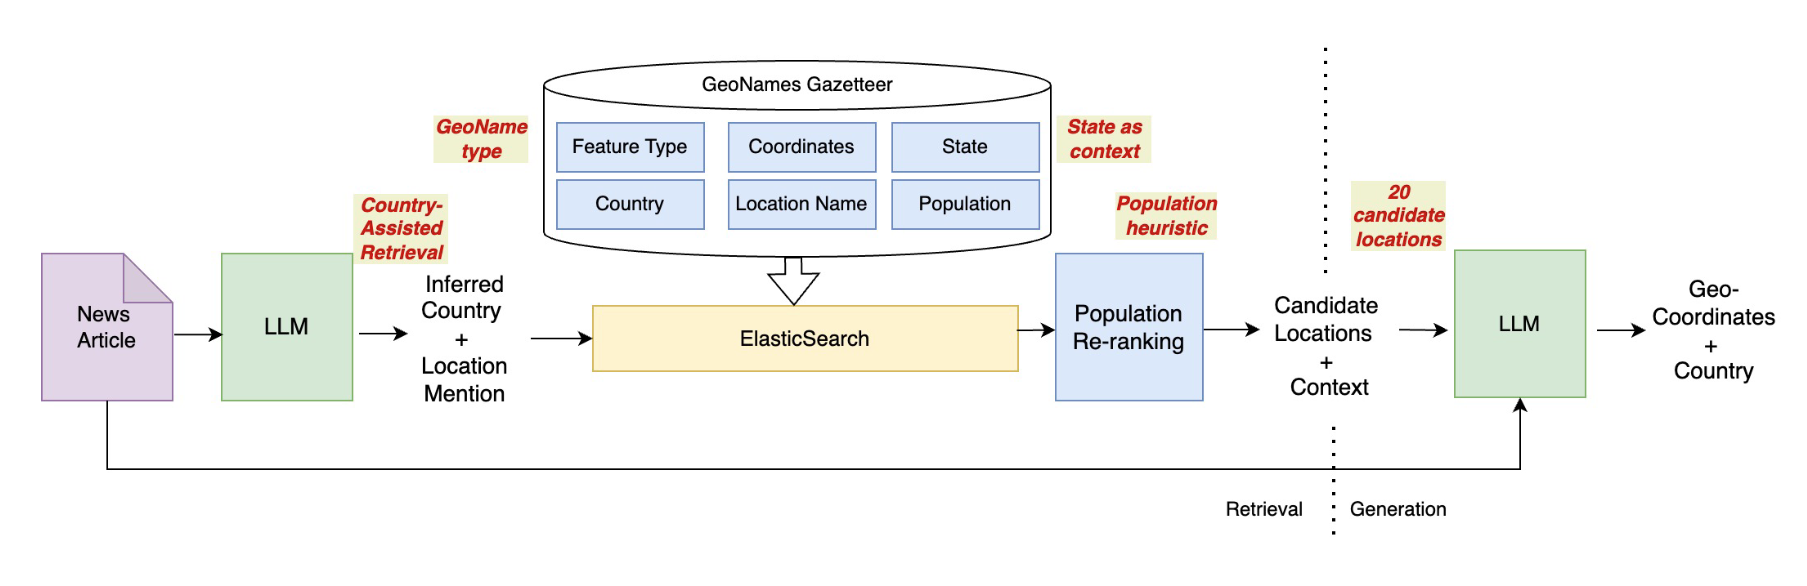 GeoNames Gazetteer
GeoName
type
Feature Type
Coordinates
State
State as
context
Country
Location Name
Population
Country-
Assisted
Retrieval
Population
heuristic
20
candidate
locations
News
Article
LLM
Inferred
Country
+
Location
Mention
ElasticSearch
Population
Re-ranking
Candidate
Locations
+
Context
LLM
Geo-
Coordinates
+
Country
Retrieval
Generation